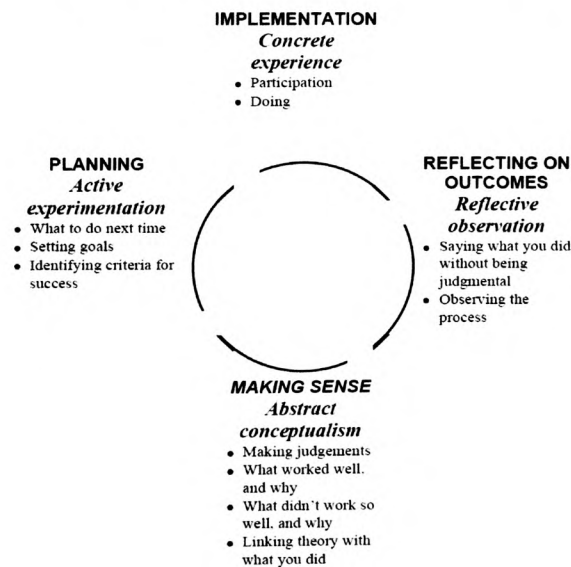 IMPLEMENTATION
Concrete
experience
• Participation
• Doing
PLANNING
Active
experimentation
• What to do next time
• Setting goals
• Identifying criteria for
success
REFLECTING ON
OUTCOMES
Reflective
observation
• Saying what you did
without being
judgmental
• Observing the
process
MAKING SENSE
Abstract
conceptualism
• Making judgements
• What worked well.
and why
• What didn't work so
well, and why
• Linking theory with
what you did